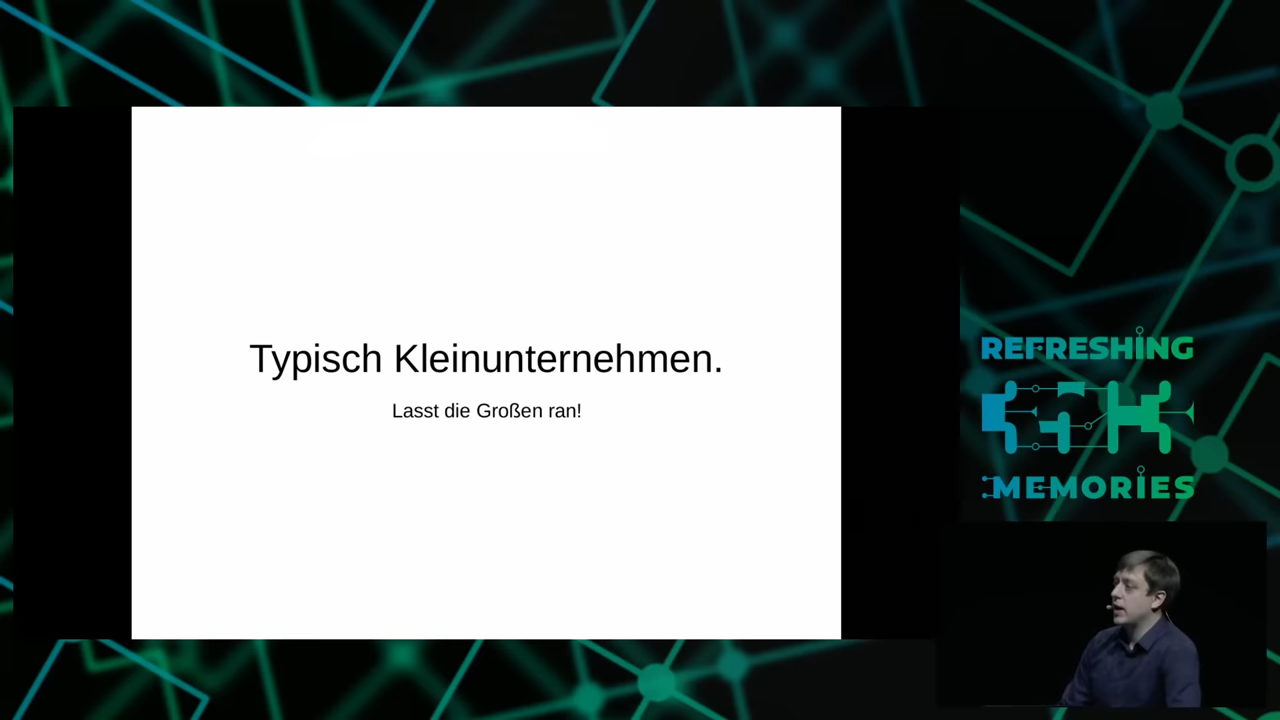 Typisch Kleinunternehmen.
Lasst die Großen ran!
REFRESHING
MEMORIES